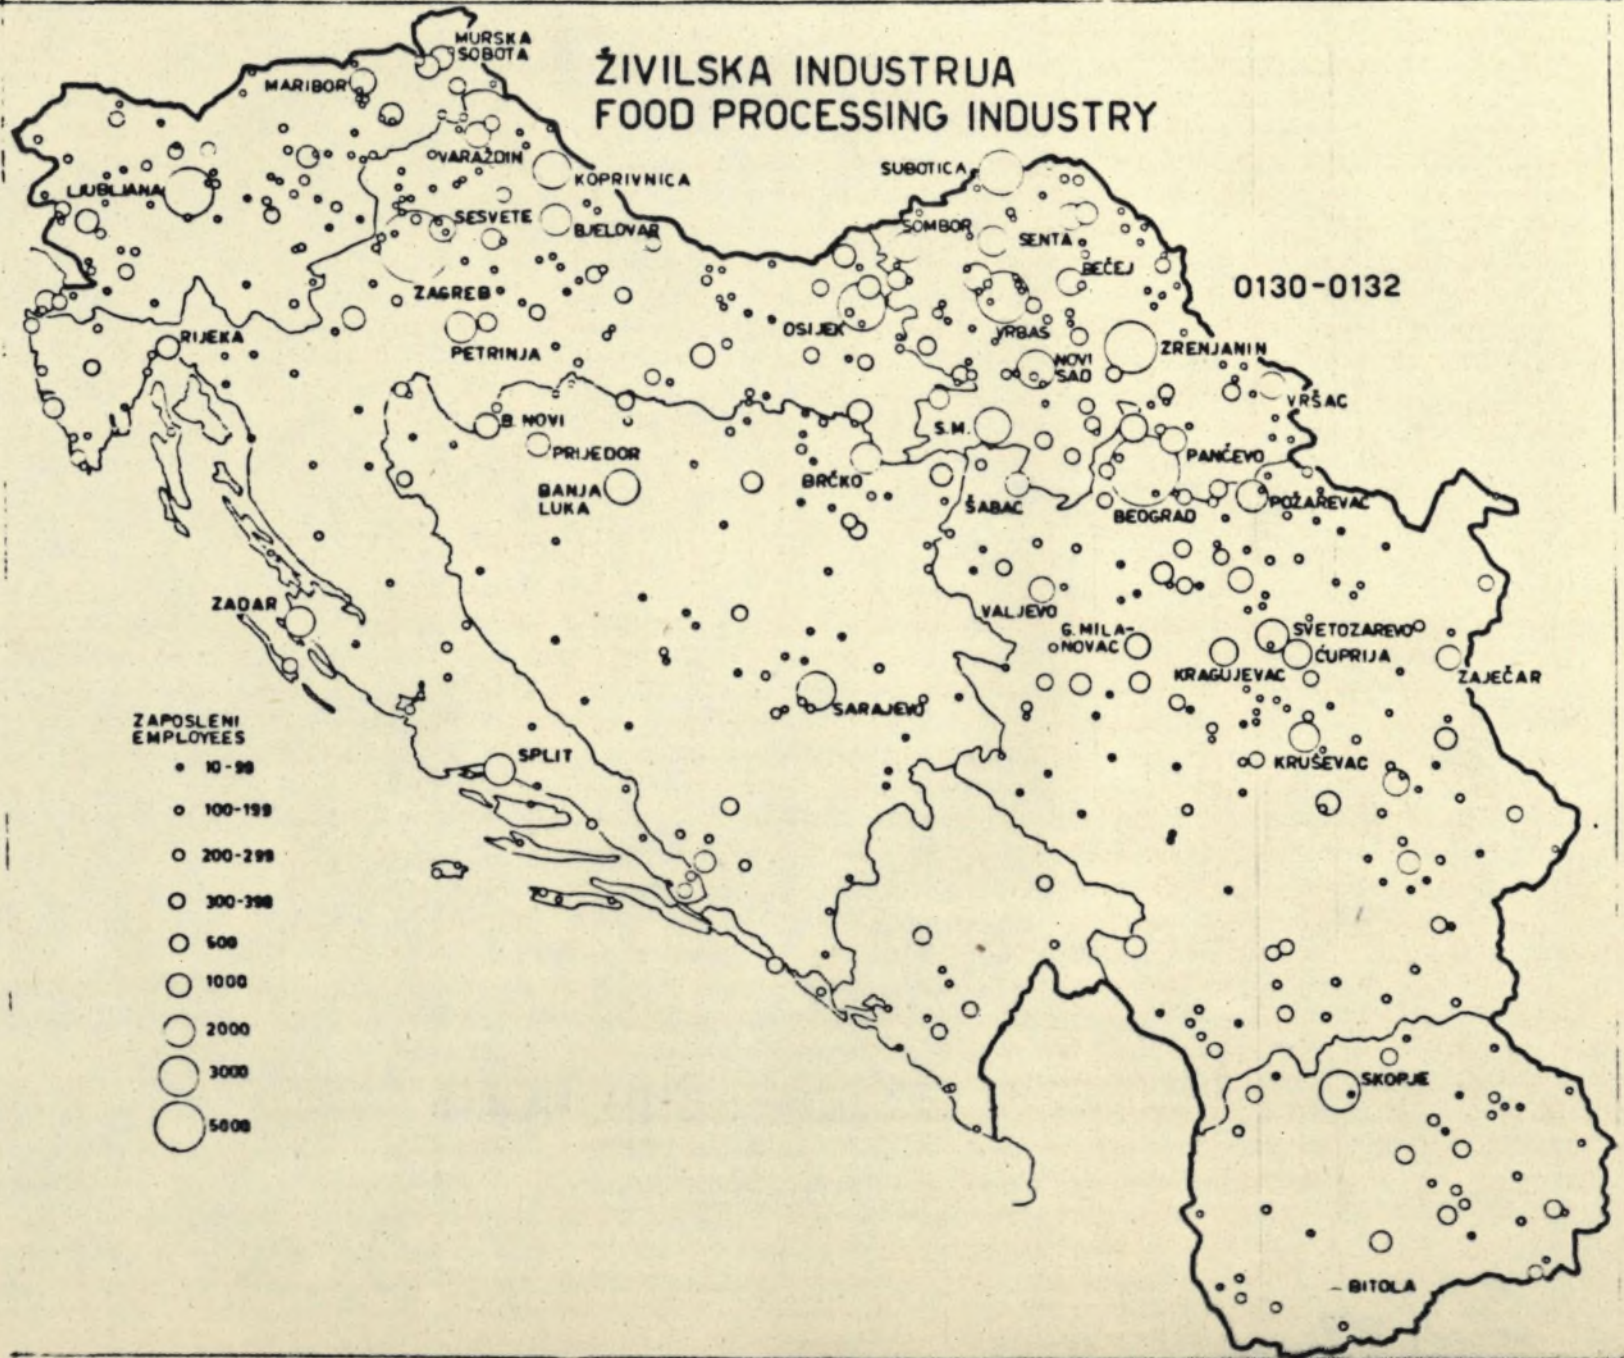 ŽIVILSKA INDUSTRIJA
FOOD PROCESSING INDUSTRY
0130-0132
MURSKA
SOBOTA
MARIBOR
VARAŽDIN
KOPRIVNICA
LJUBLJANA
SESVETE
BJELOVAR
SUBOTICA
SOMBOR
SENTA
BEČEJ
ZAGREB
RIJEKA
PETRINJA
OSIJEK
VRBAS
NOVI
SAD
ZRENJANIN
VRŠAC
B. NOVI
PRIJEDOR
S.M.
PANČEVO
BRČKO
BANJA
LUKA
ŠABAC
BEOGRAD
POŽAREVAC
ZADAR
VALJEVO
G. MILA-
NOVAC
SVETOZAREVO
ĆUPRIJA
KRAGUJEVAC
ZAJEČAR
SARAJEVO
SPLIT
KRUŠEVAC
SKOPJE
BITOLA
ZAPOSLENI
EMPLOYEES
10-99
100-199
200-299
300-399
500
1000
2000
3000
5000